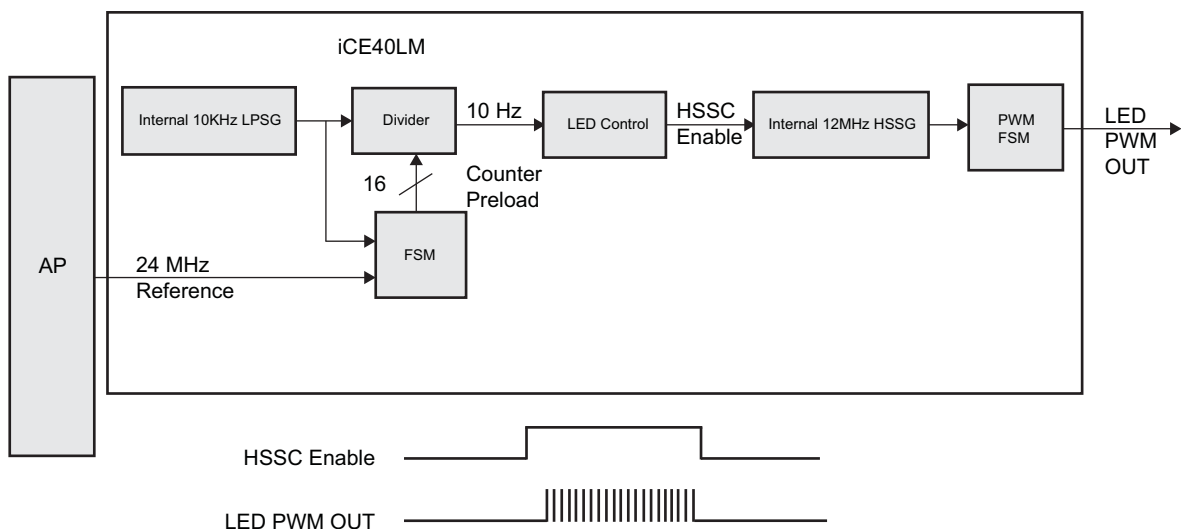 iCE40LM
Internal 10KHz LPSG
Divider
10 Hz
LED Control
HSSC
Enable
Internal 12MHz HSSG
PWM
FSM
LED
PWM
OUT
16
Counter
Preload
FSM
AP
24 MHz
Reference
HSSC Enable
LED PWM OUT